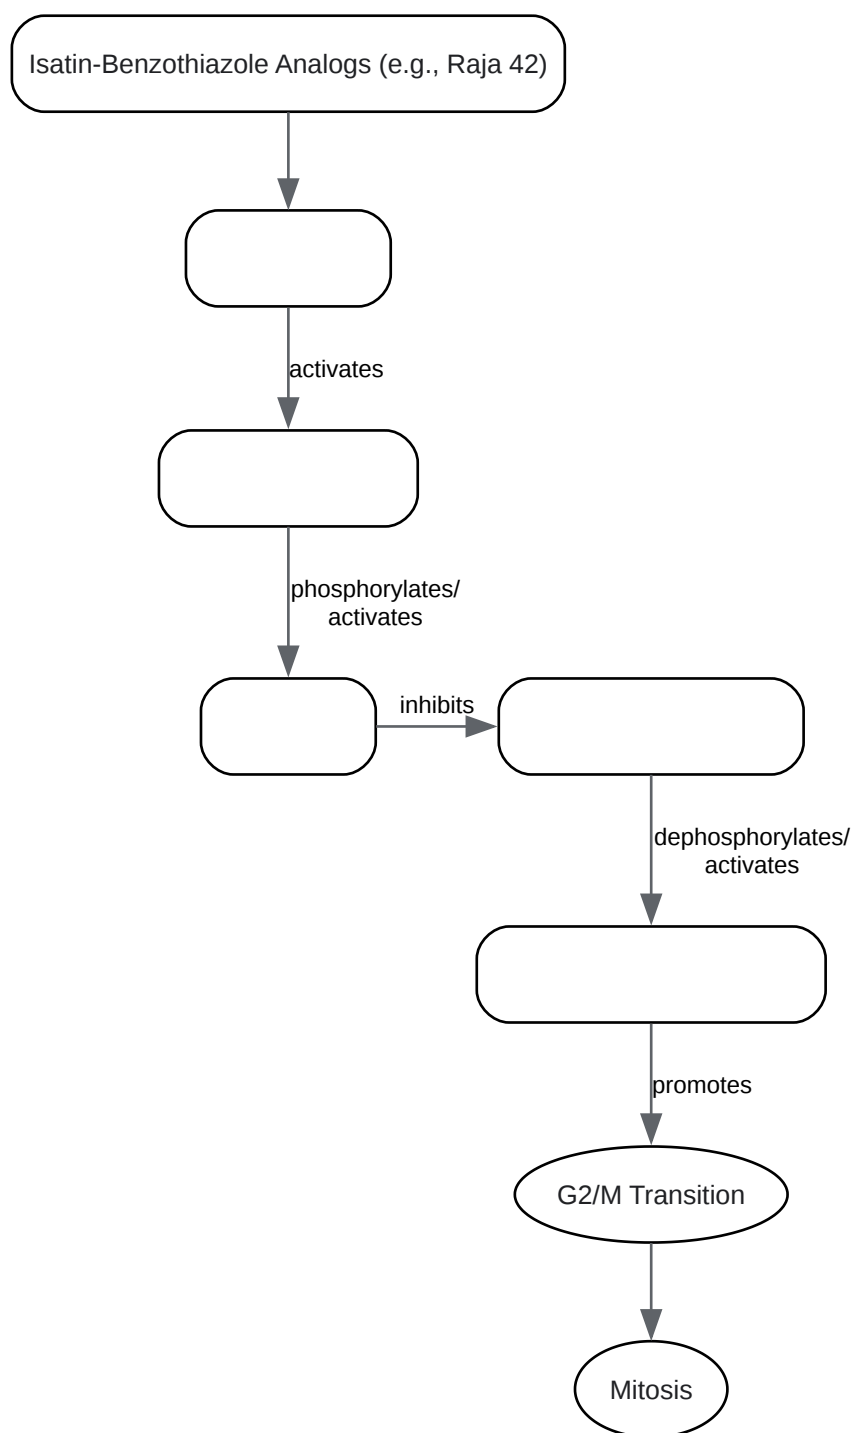 Isatin-Benzothiazole Analogs (e.g., Raja 42)
activates
phosphorylates/
activates
inhibits
dephosphorylates/
activates
promotes
G2/M Transition
Mitosis